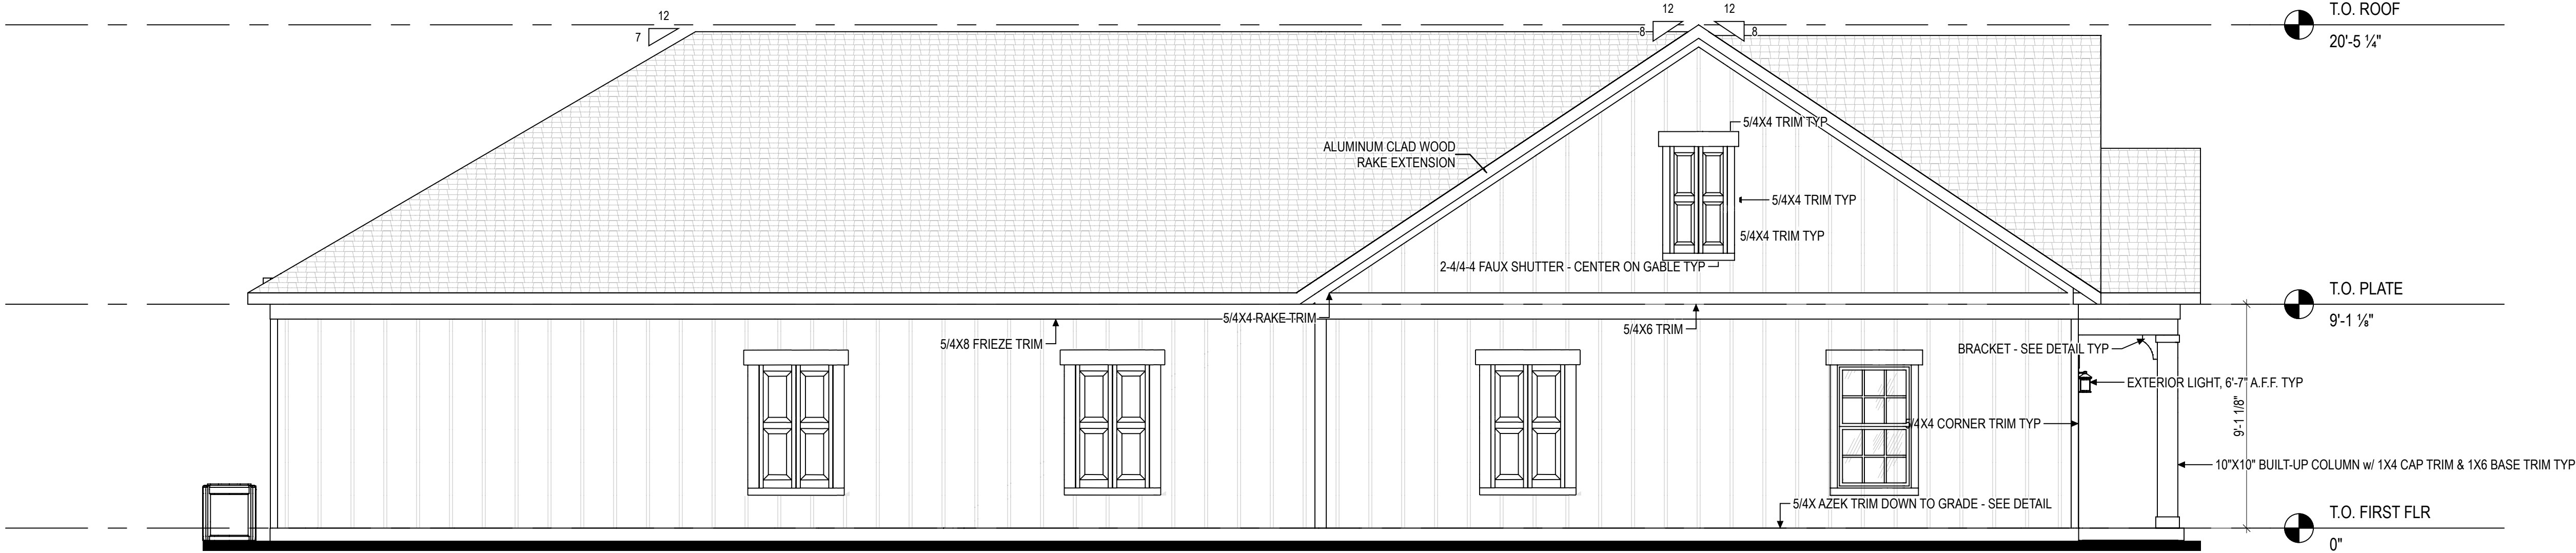 12
7
12
8
12
8
T.O. ROOF
20'-5 ¼"
5/4X4 TRIM TYP
ALUMINUM CLAD WOOD
RAKE EXTENSION
5/4X4 TRIM TYP
5/4X4 TRIM TYP
2-4/4-4 FAUX SHUTTER - CENTER ON GABLE TYP
T.O. PLATE
9'-1 ⅛"
5/4X4 RAKE TRIM
5/4X6 TRIM
5/4X8 FRIEZE TRIM
BRACKET - SEE DETAIL TYP
EXTERIOR LIGHT, 6'-7" A.F.F. TYP
9'-1 1/8"
5/4X4 CORNER TRIM TYP
10"X10" BUILT-UP COLUMN w/ 1X4 CAP TRIM & 1X6 BASE TRIM TYP
5/4X AZEK TRIM DOWN TO GRADE - SEE DETAIL
T.O. FIRST FLR
0"